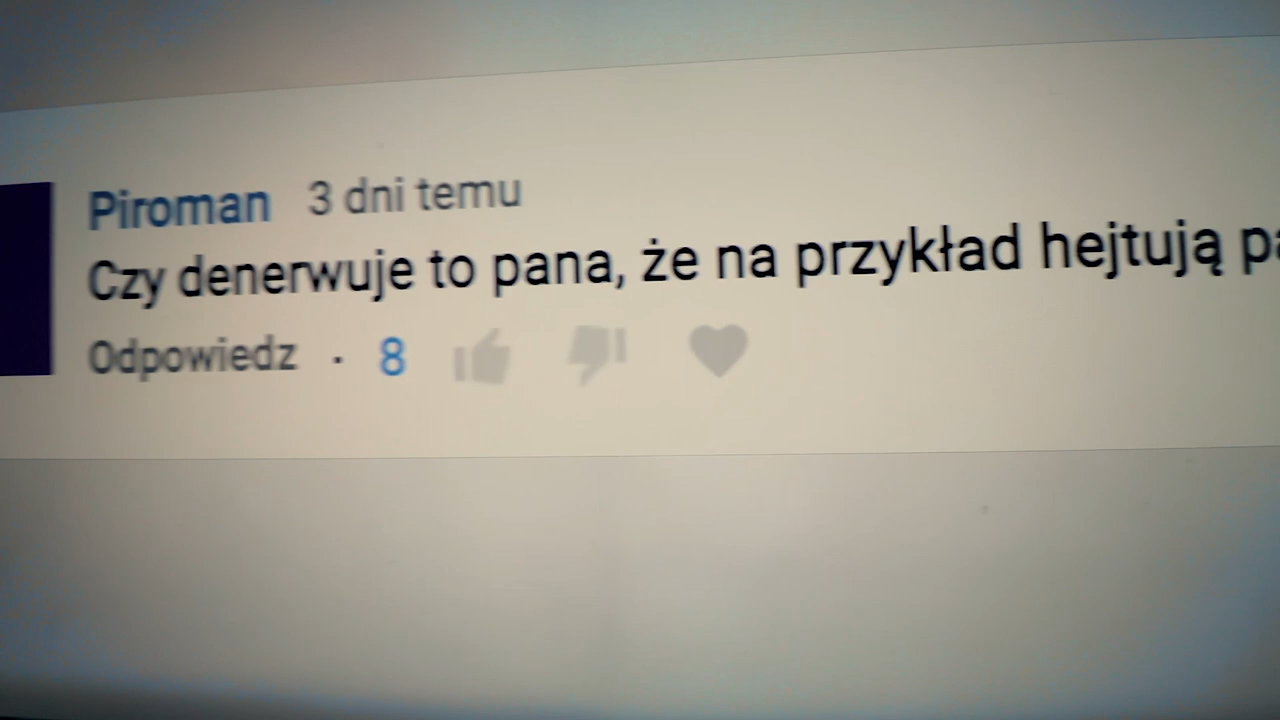 Piroman 3 dni temu
Czy denerwuje to pana, że na przykład hejtują
Odpowiedz · 8